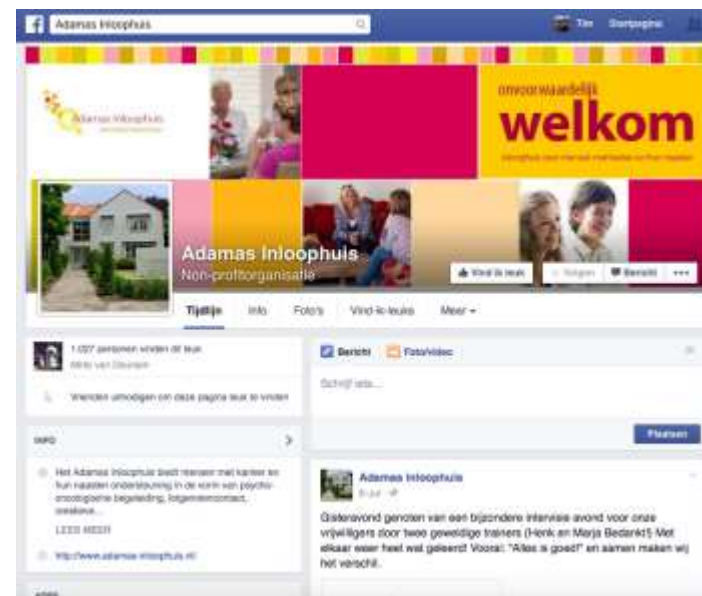 Adamas Inloophuis
Tim Startpagina
Adamas Inloophuis
onvoorwaardelijk
welkom
Adamas Inloophuis
Non-profitorganisatie
Vind ik leuk
Volgen
Bericht
Tijdlijn Info Foto's Vind-ik-leuks Meer
1.027 personen vinden dit leuk
Vrienden uitnodigen om deze pagina leuk te vinden
Bericht Foto/video
Schrijf iets...
Plaatsen
INFO
Het Adamas Inloophuis biedt mensen met kanker en
hun naasten ondersteuning in de vorm van psycho-
oncologische begeleiding, lotgenotencontact,
creatieve...
LEES MEER
http://www.adamas-inloophuis.nl/
Adamas Inloophuis
Gisteravond genoten van een bijzondere intervisie avond voor onze
vrijwilligers door twee geweldige trainers (Henk en Marja Bedankt!) Met
elkaar weer heel wat geleerd! Vooral: "Alles is goed!" en samen maken wij
het verschil.